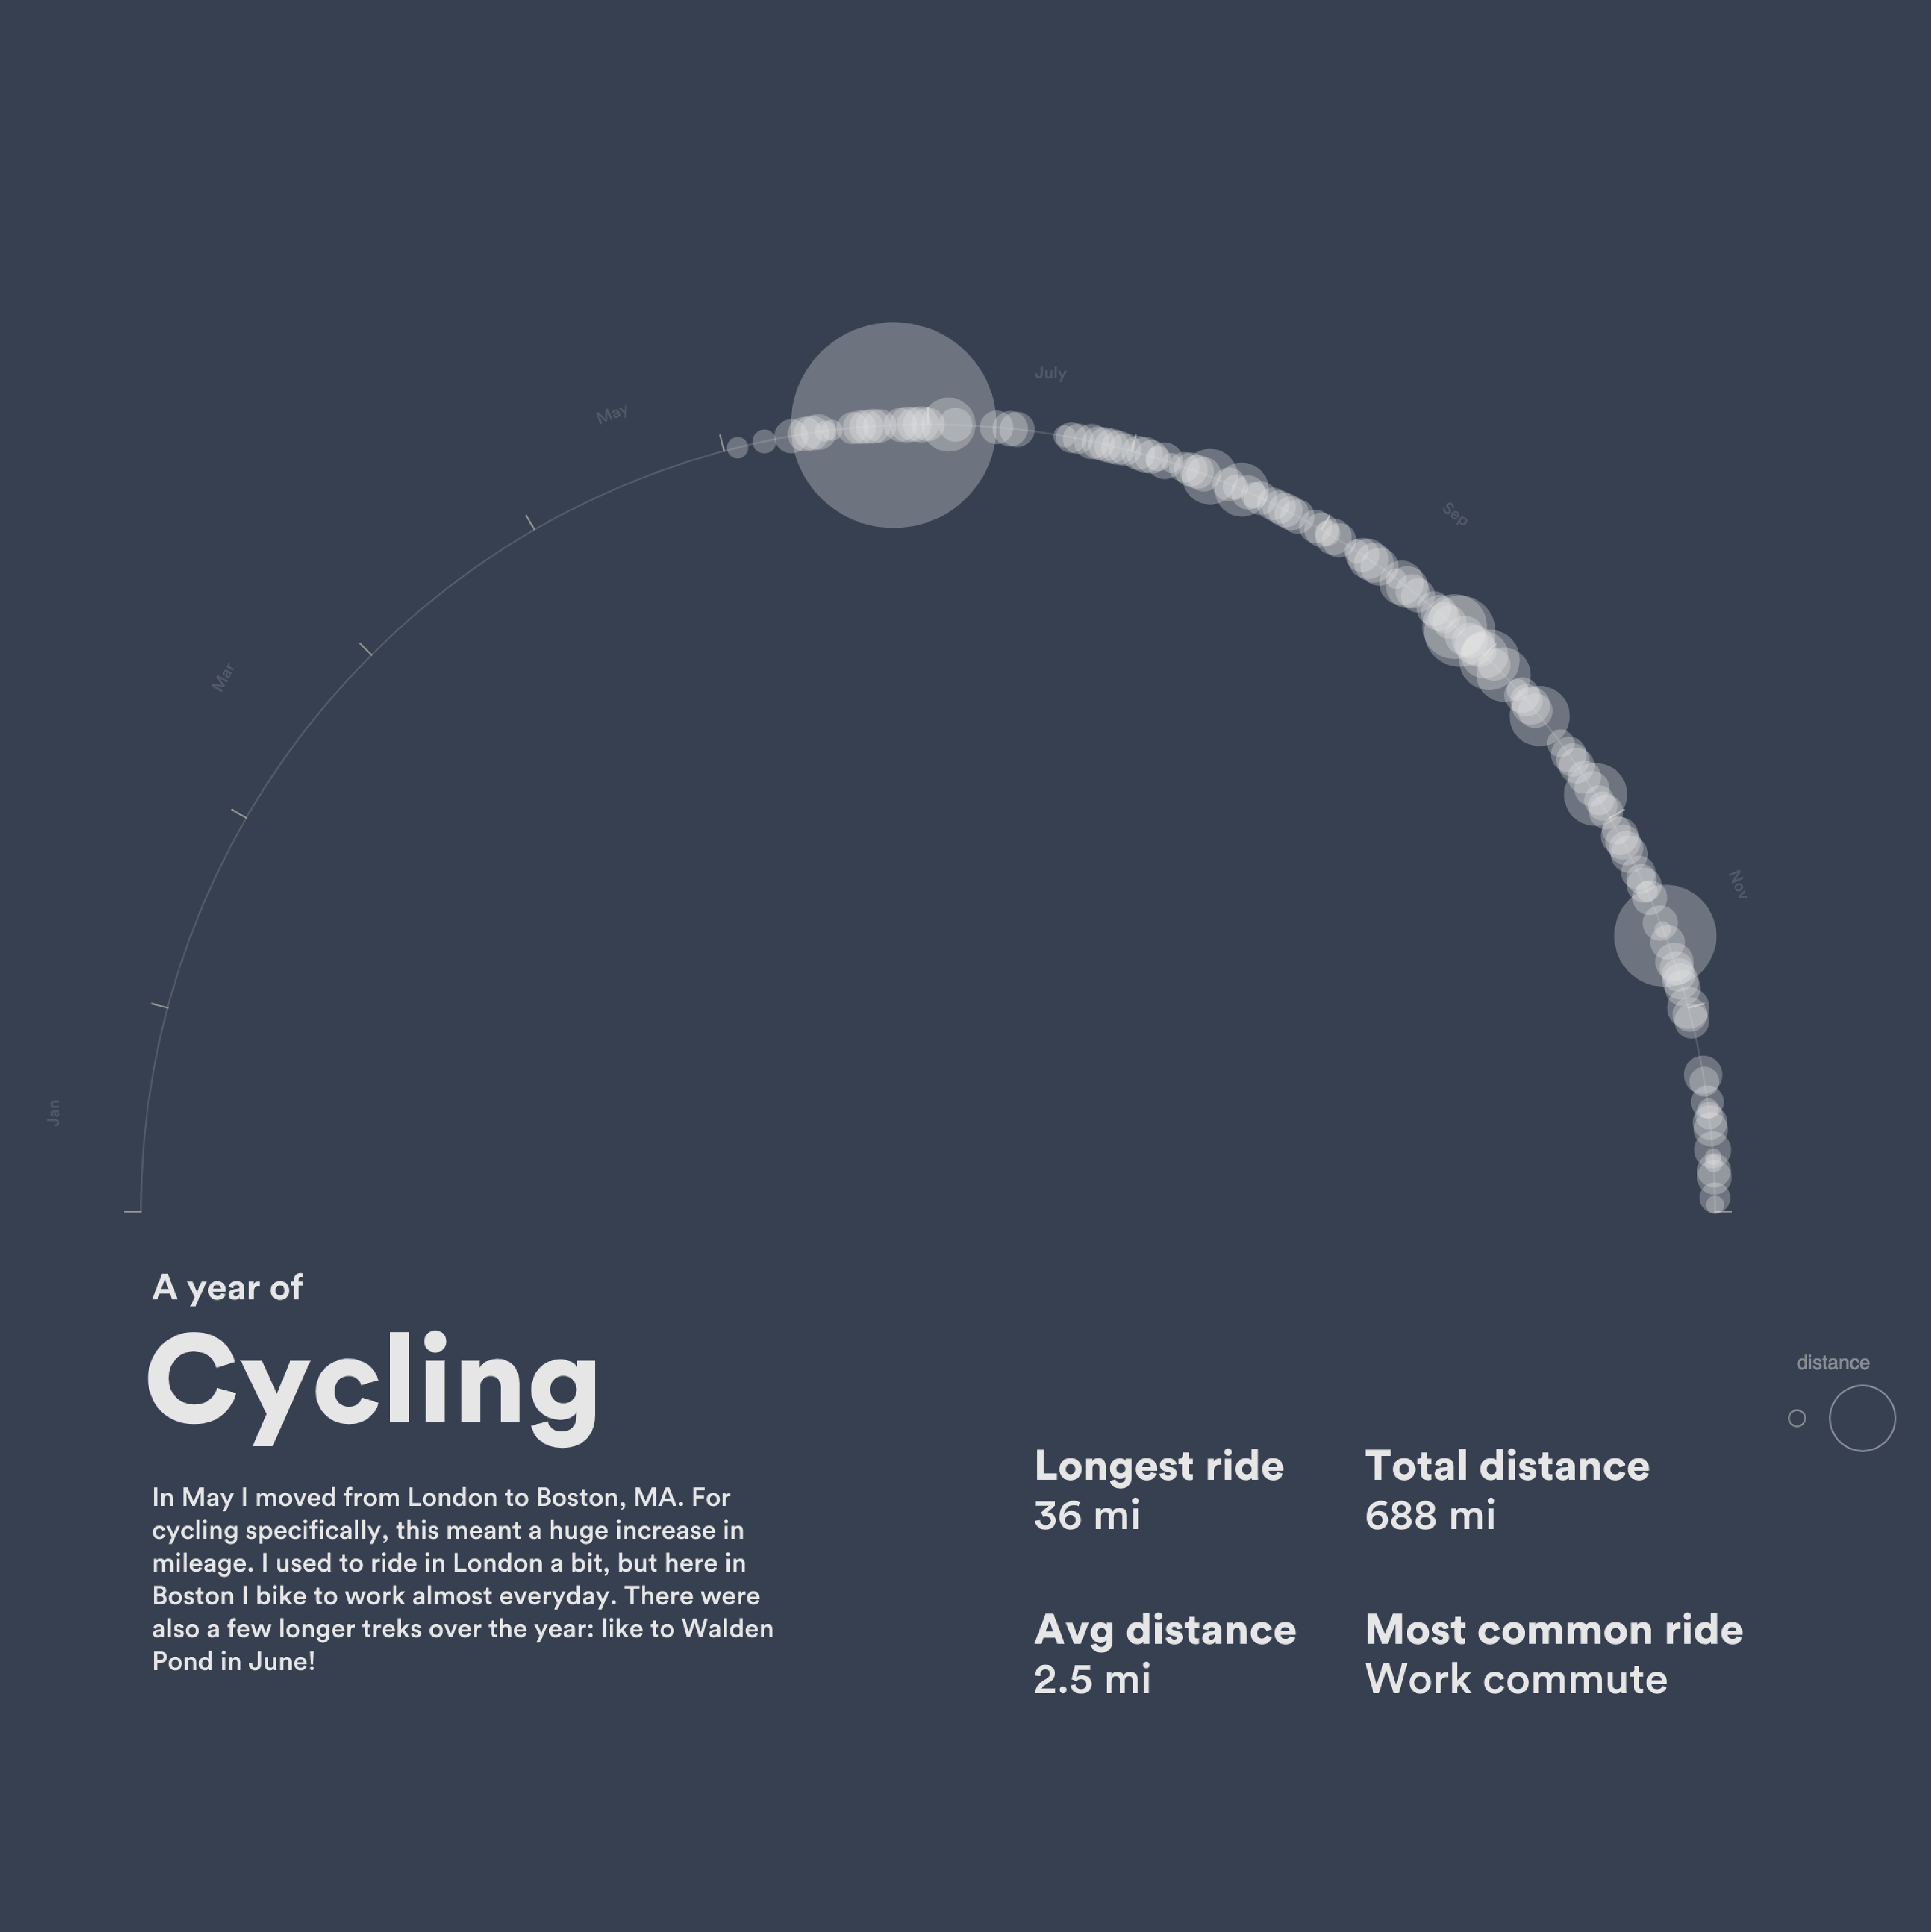 July
May
Sep
Mar
Nov
Jan
A year of
Cycling
distance
In May I moved from London to Boston, MA. For
cycling specifically, this meant a huge increase in
mileage. I used to ride in London a bit, but here in
Boston I bike to work almost everyday. There were
also a few longer treks over the year: like to Walden
Pond in June!
Longest ride
36 mi
Total distance
688 mi
Avg distance
2.5 mi
Most common ride
Work commute